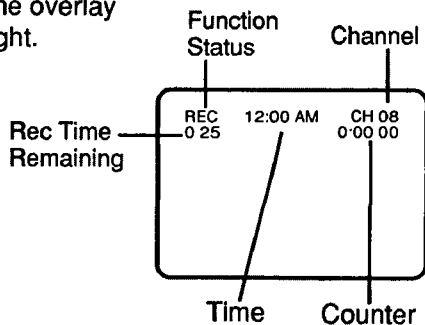 ne overlay
ght.
Function
Status
Channel
REC 12:00 AM CH 08
0 25 0 00 00
Rec Time
Remaining
Time Counter